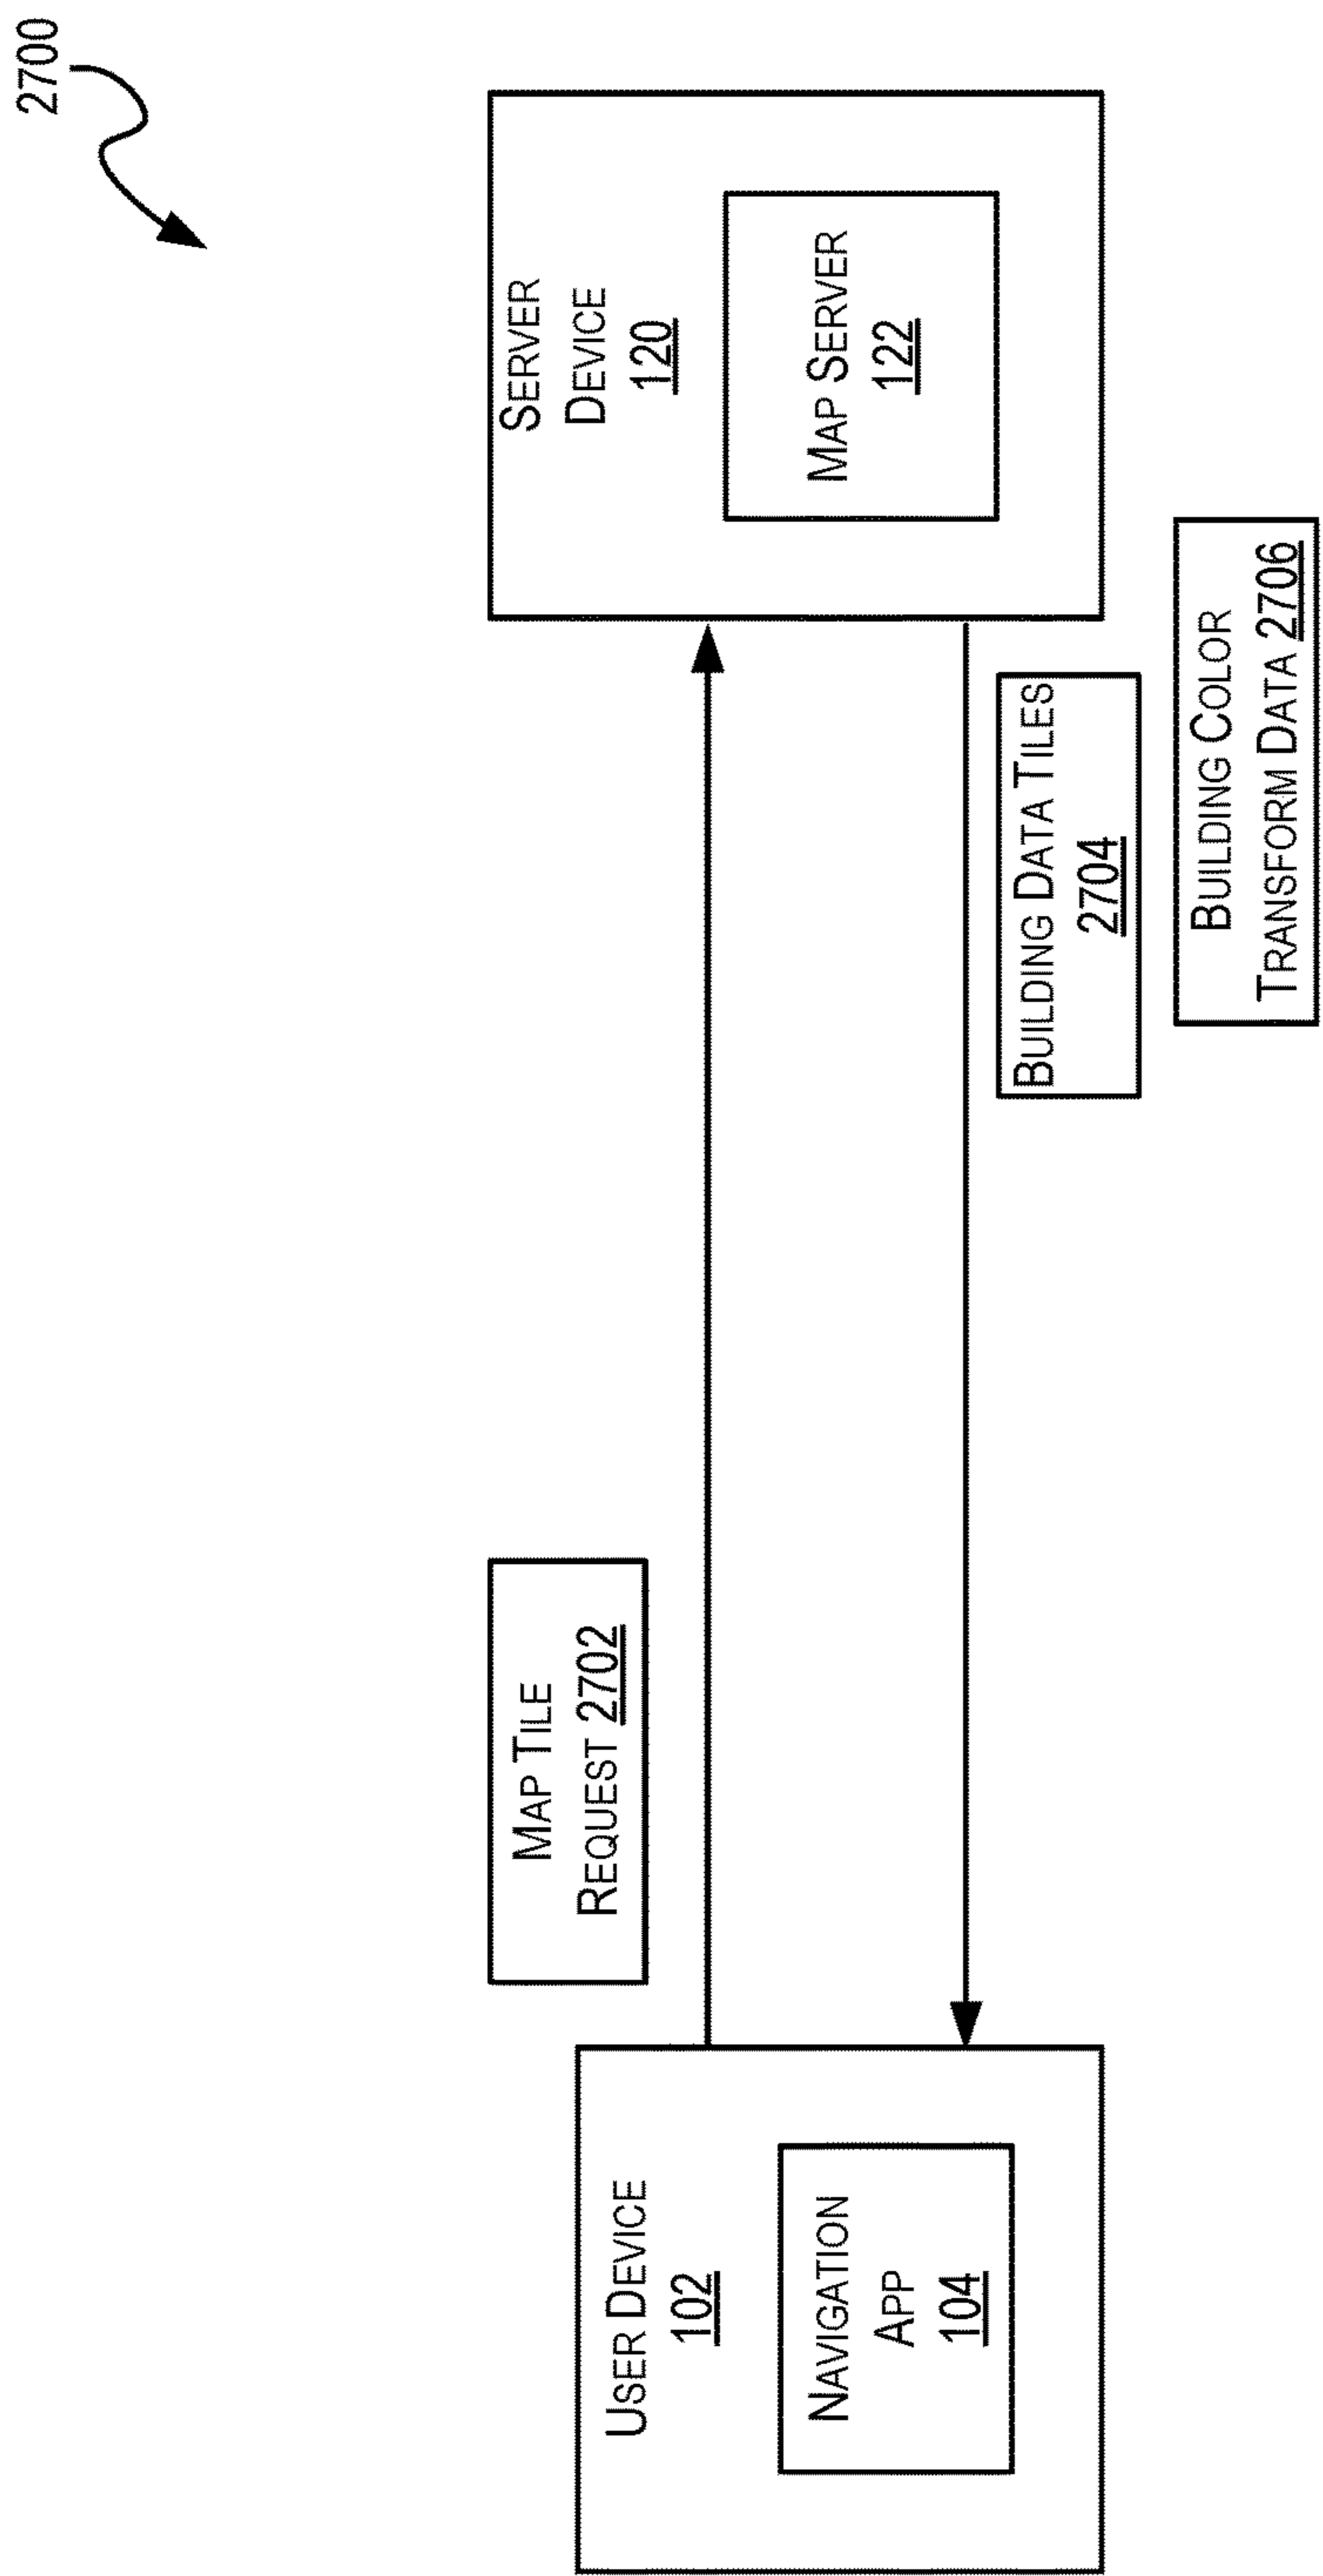 2700
USER DEVICE
102
NAVIGATION
APP
104
MAP TILE
REQUEST 2702
SERVER
DEVICE
120
MAP SERVER
122
BUILDING DATA TILES
2704
BUILDING COLOR
TRANSFORM DATA 2706